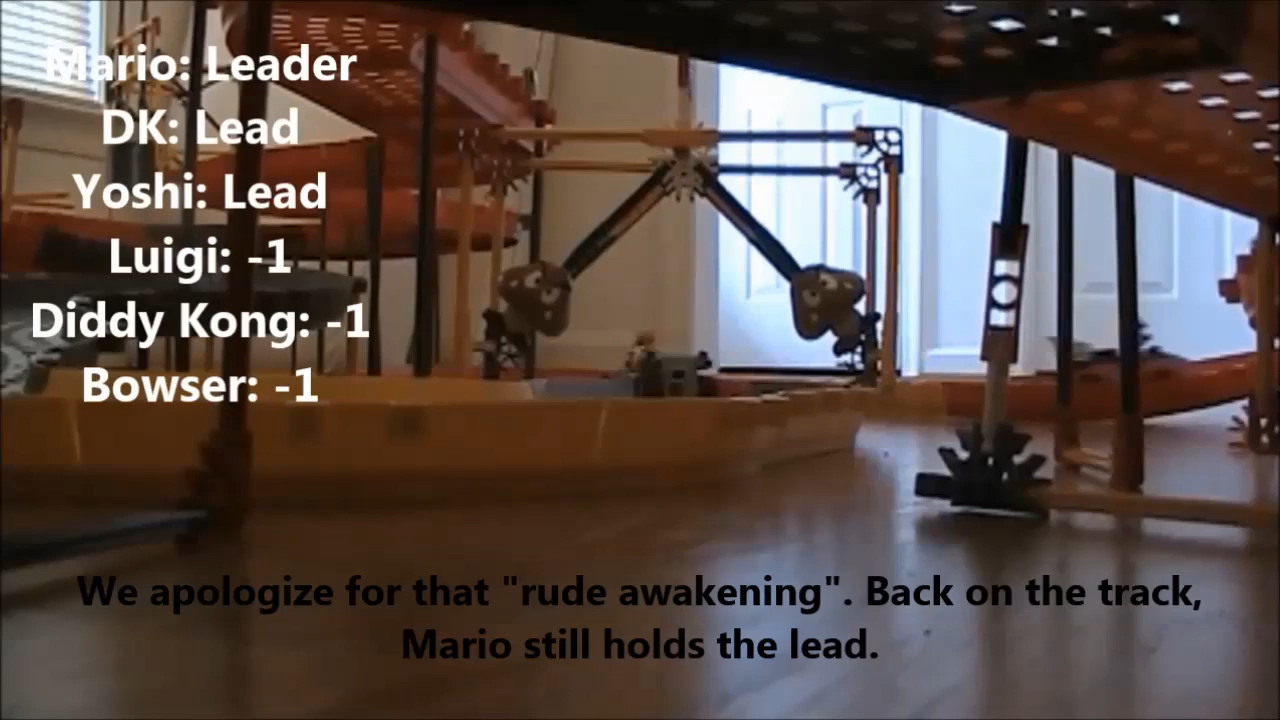 Mario: Leader
DK: Lead
Yoshi: Lead
Luigi: -1
Diddy Kong: -1
Bowser: -1
We apologize for that "rude awakening". Back on the track,
Mario still holds the lead.